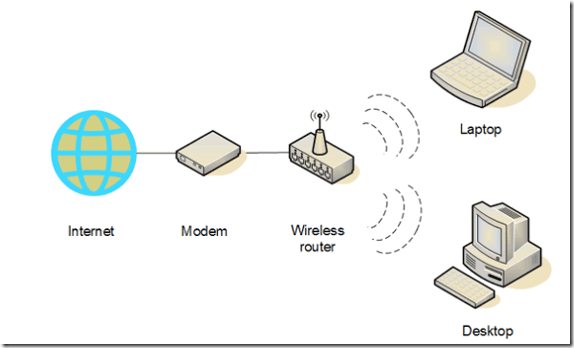 Laptop
Internet
Modem
Wireless
router
Desktop